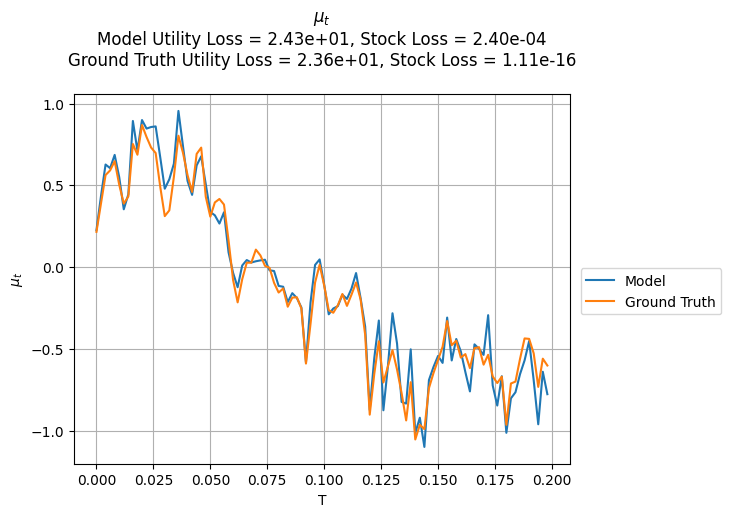 μ_t
Model Utility Loss = 2.43e+01, Stock Loss = 2.40e-04
Ground Truth Utility Loss = 2.36e+01, Stock Loss = 1.11e-16
1.0
0.5
0.0
−0.5
−1.0
μ_t
0.000
0.025
0.050
0.075
0.100
0.125
0.150
0.175
0.200
T
Model
Ground Truth